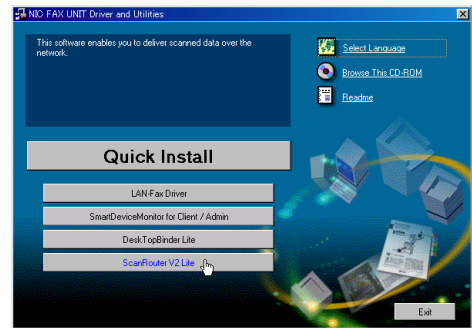 NIC FAX UNIT Driver and Utilities
This software enables you to deliver scanned data over the
network.
Select Language
Browse This CD-ROM
Readme
Quick Install
LAN-Fax Driver
SmartDeviceMonitor for Client / Admin
DeskTopBinder Lite
ScanRouter V2 Lite
Exit